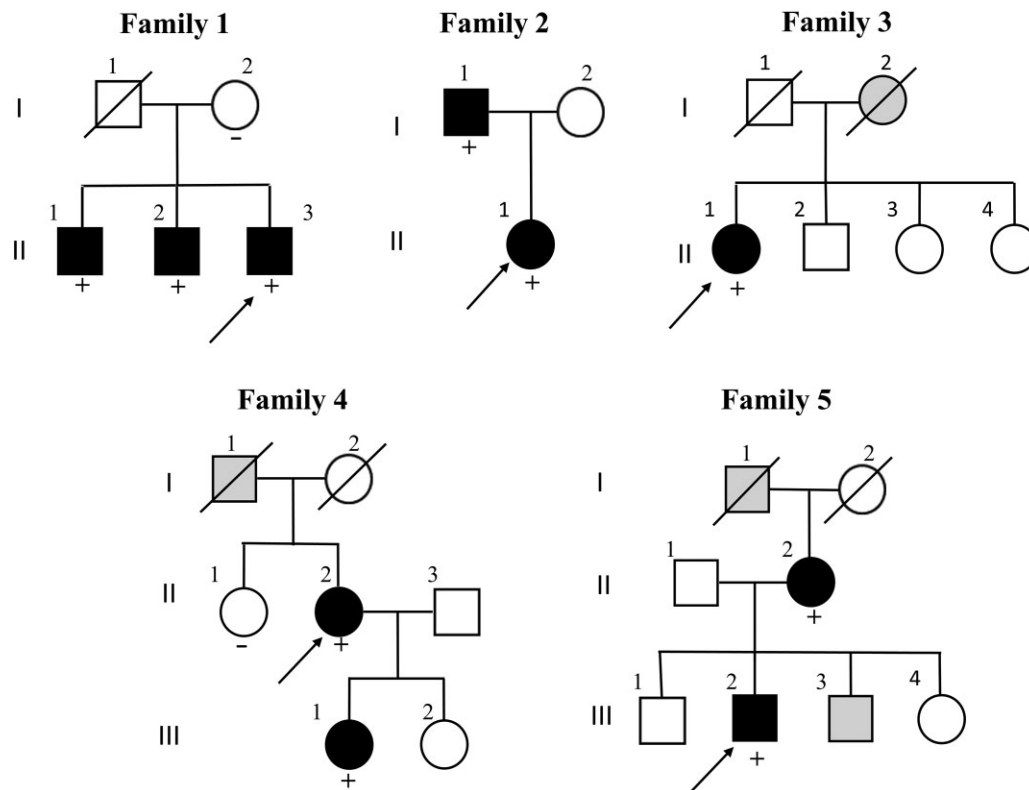 Family 1
Family 2
Family 3
1 2
1 2
1 2
I
I
I
-
+
1 2 3
1
1 2 3 4
II
II
II
+ + +
+
+
Family 4
Family 5
1 2
1 2
I
I
1 2 3
1 2
II
II
- +
+
1 2
1 2 3 4
III
III
+
+